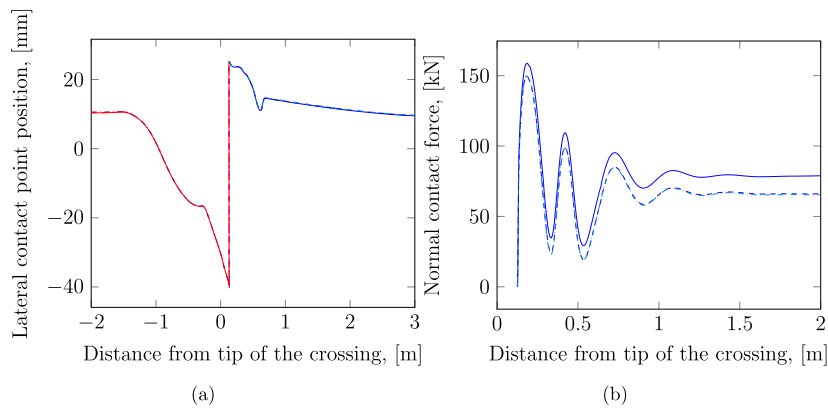 Lateral contact point position, [mm]
20
0
−20
−40
−2 −1 0 1 2 3
Distance from tip of the crossing, [m]
(a)
Normal contact force, [kN]
150
100
50
0
0 0.5 1 1.5 2
Distance from tip of the crossing, [m]
(b)